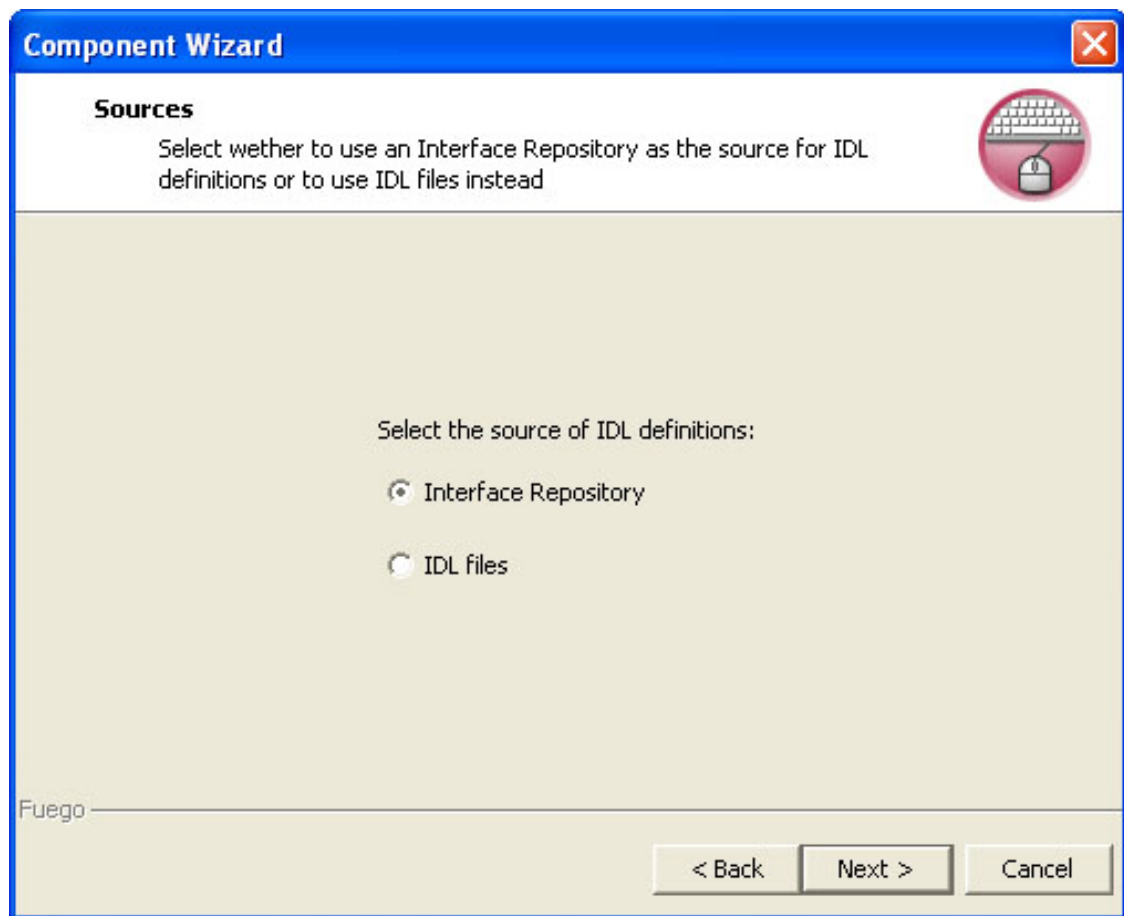 Component Wizard
Sources
Select wether to use an Interface Repository as the source for IDL
definitions or to use IDL files instead
Select the source of IDL definitions:
Interface Repository
IDL files
Fuego
< Back Next > Cancel